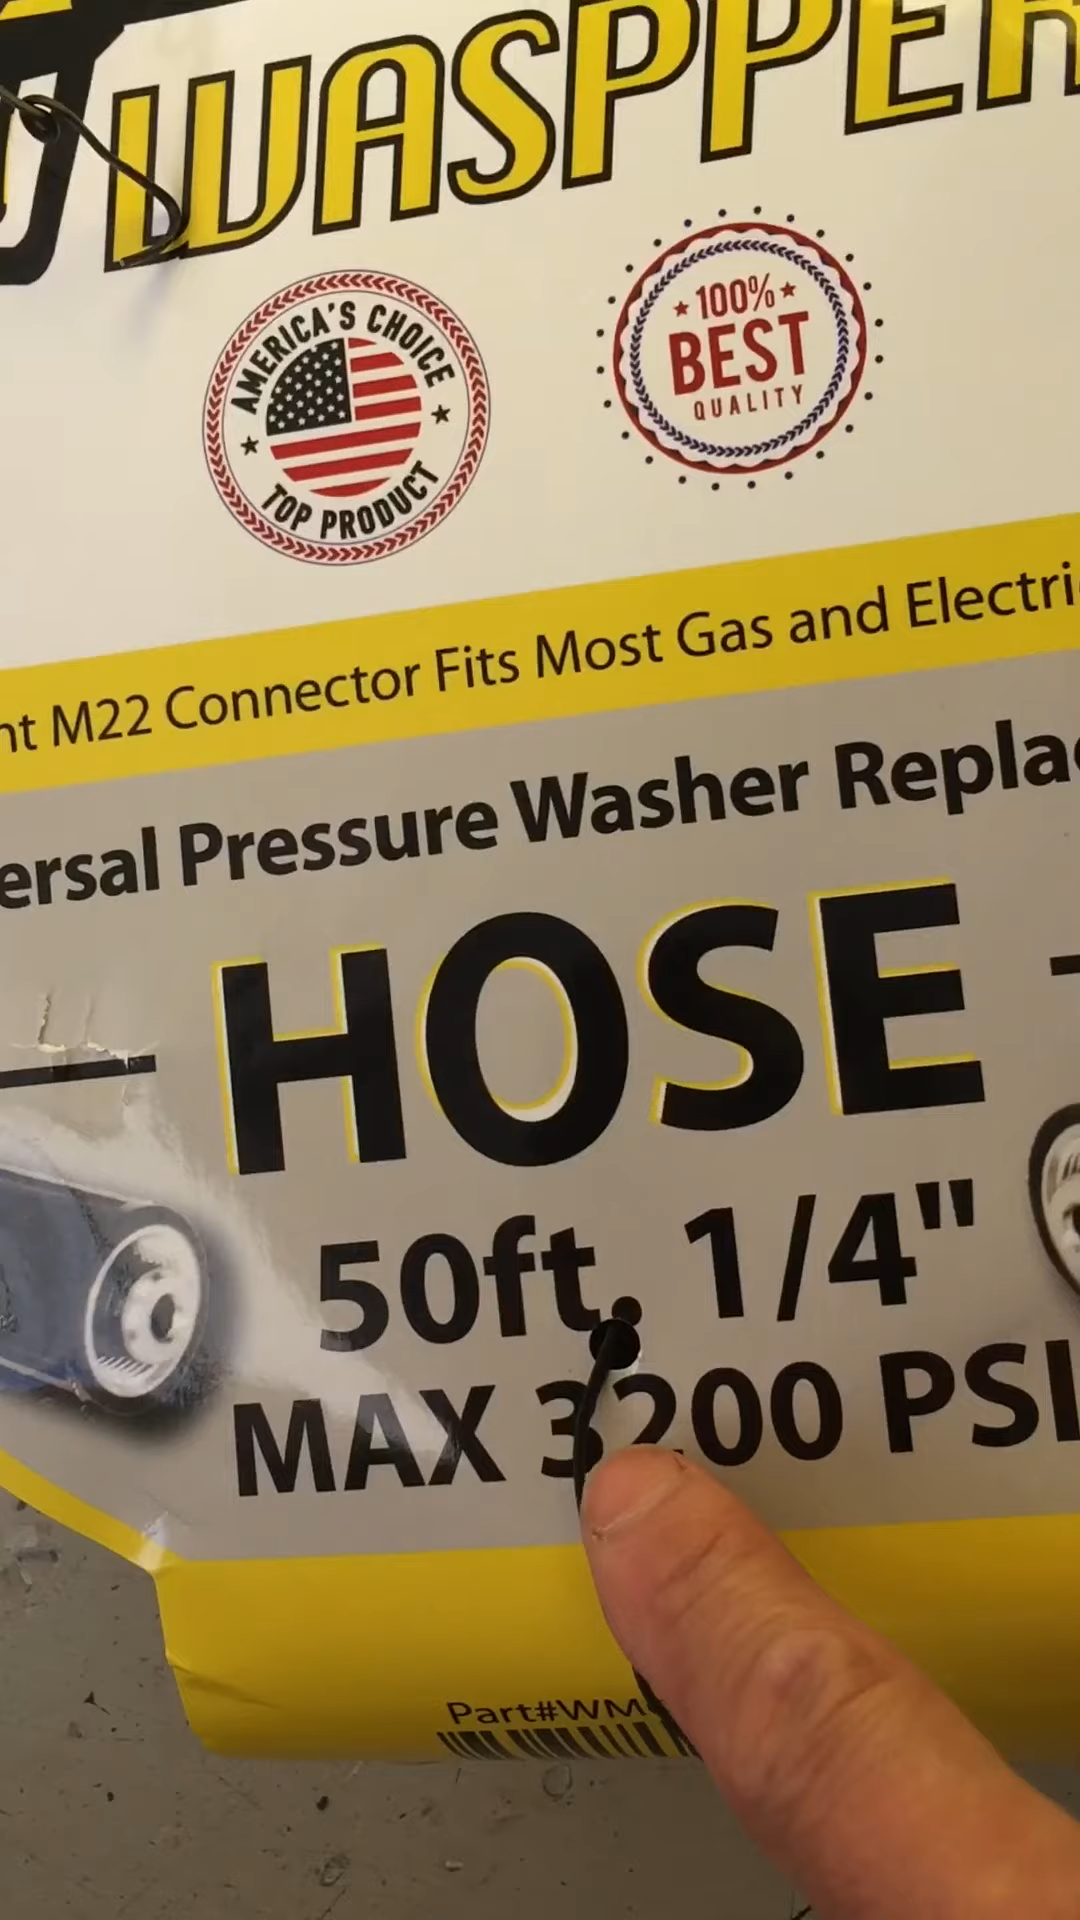 WASPPER
AMERICA'S CHOICE
TOP PRODUCT
100%
BEST
QUALITY
M22 Connector Fits Most Gas and Electri
ersal Pressure Washer Repla
HOSE
50ft. 1/4"
MAX 3200 PSI
Part#WM